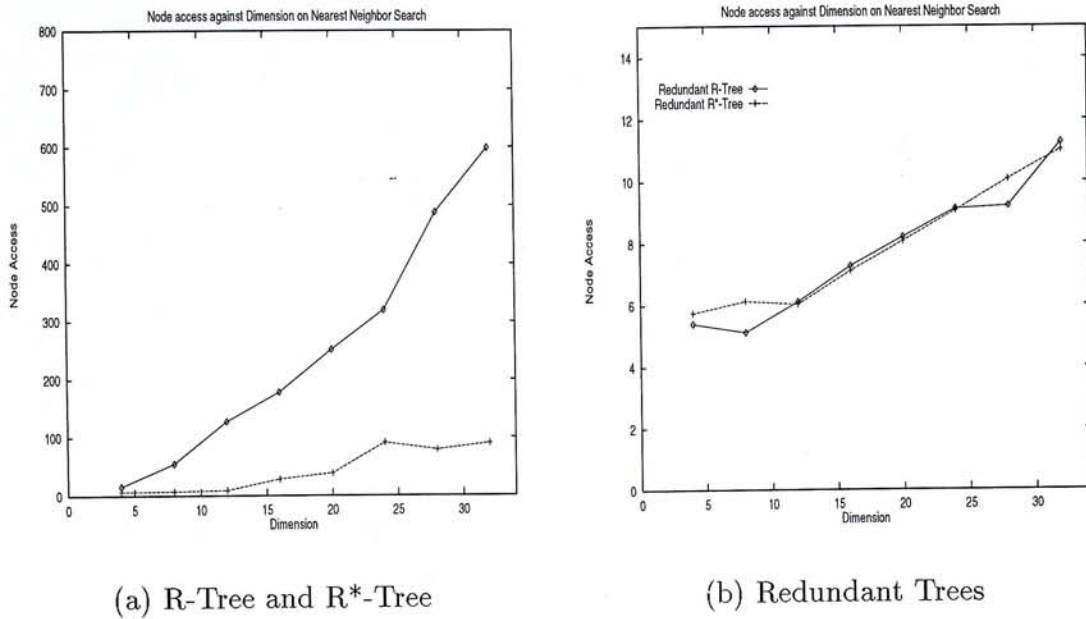 Node access against Dimension on Nearest Neighbor Search
800
700
600
500
400
300
200
100
0
Node Access
0 5 10 15 20 25 30
Dimension
(a) R-Tree and R*-Tree
Node access against Dimension on Nearest Neighbor Search
14
12
10
8
6
4
2
0
Node Access
Redundant R-Tree
Redundant R*-Tree
0 5 10 15 20 25 30
Dimension
(b) Redundant Trees